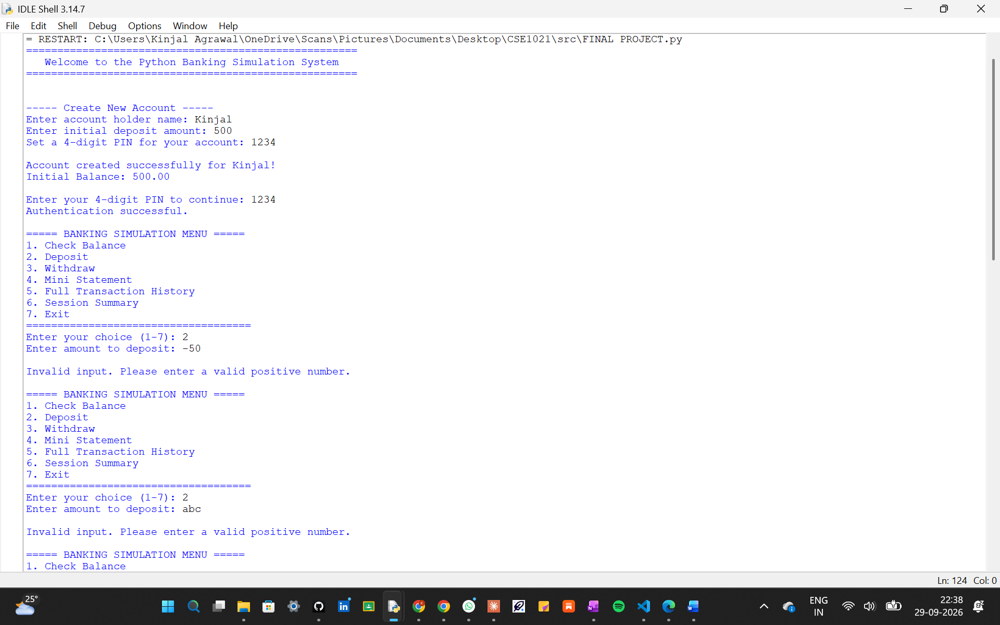 IDLE Shell 3.14.7
File Edit Shell Debug Options Window Help
= RESTART: C:\Users\Kinjal Agrawal\OneDrive\Scans\Pictures\Documents\Desktop\CSE1021\src\FINAL PROJECT.py
=====================================================
   Welcome to the Python Banking Simulation System
=====================================================
----- Create New Account -----
Enter account holder name: Kinjal
Enter initial deposit amount: 500
Set a 4-digit PIN for your account: 1234
Account created successfully for Kinjal!
Initial Balance: 500.00
Enter your 4-digit PIN to continue: 1234
Authentication successful.
===== BANKING SIMULATION MENU =====
1. Check Balance
2. Deposit
3. Withdraw
4. Mini Statement
5. Full Transaction History
6. Session Summary
7. Exit
====================================
Enter your choice (1-7): 2
Enter amount to deposit: -50
Invalid input. Please enter a valid positive number.
===== BANKING SIMULATION MENU =====
1. Check Balance
2. Deposit
3. Withdraw
4. Mini Statement
5. Full Transaction History
6. Session Summary
7. Exit
====================================
Enter your choice (1-7): 2
Enter amount to deposit: abc
Invalid input. Please enter a valid positive number.
===== BANKING SIMULATION MENU =====
1. Check Balance
Ln: 124 Col: 0
25°
ENG
IN
22:38
29-09-2026